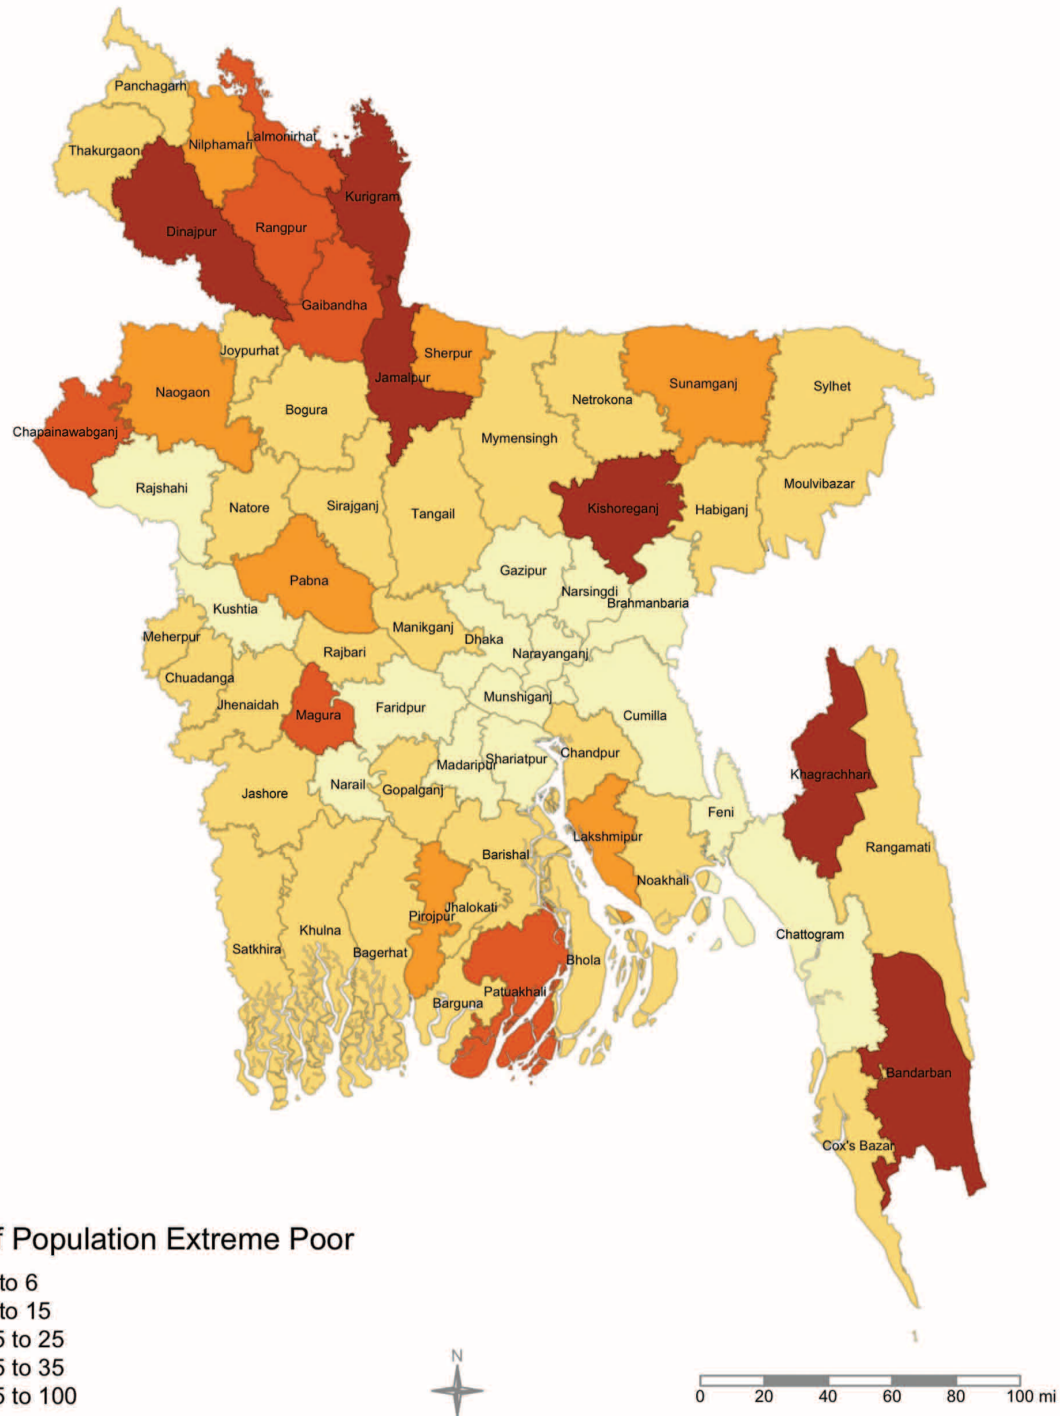 Panchagarh
Thakurgaon
Nilphamari
Lalmonirhat
Kurigram
Dinajpur
Rangpur
Gaibandha
Joypurhat
Sherpur
Jamalpur
Naogaon
Bogura
Netrokona
Sunamganj
Sylhet
Chapainawabganj
Mymensingh
Rajshahi
Natore
Sirajganj
Tangail
Kishoreganj
Habiganj
Moulvibazar
Pabna
Gazipur
Narsingdi
Brahmanbaria
Kushtia
Meherpur
Manikganj
Dhaka
Rajbari
Narayanganj
Chuadanga
Jhenaidah
Magura
Faridpur
Munshiganj
Cumilla
Chandpur
Shariatpur
Madaripur
Khagrachhari
Jashore
Narail
Gopalganj
Feni
Lakshmipur
Rangamati
Barishal
Noakhali
Jhalokati
Pirojpur
Khulna
Chattogram
Satkhira
Bagerhat
Bhola
Patuakhali
Barguna
Bandarban
Cox's Bazar
f Population Extreme Poor
to 6
to 15
5 to 25
5 to 35
5 to 100
N
0 20 40 60 80 100 mi